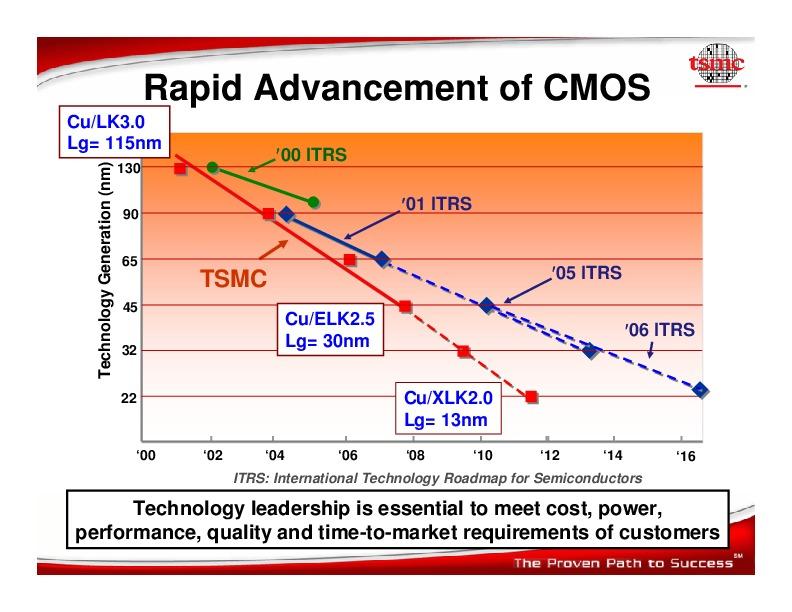 tsmc
Rapid Advancement of CMOS
Cu/LK3.0
Lg= 115nm
Technology Generation (nm)
130
90
65
45
32
22
′00 ITRS
′01 ITRS
TSMC
′05 ITRS
Cu/ELK2.5
Lg= 30nm
′06 ITRS
Cu/XLK2.0
Lg= 13nm
‘00 ‘02 ‘04 ‘06 ‘08 ‘10 ‘12 ‘14 ‘16
ITRS: International Technology Roadmap for Semiconductors
Technology leadership is essential to meet cost, power,
performance, quality and time-to-market requirements of customers
The Proven Path to Success℠